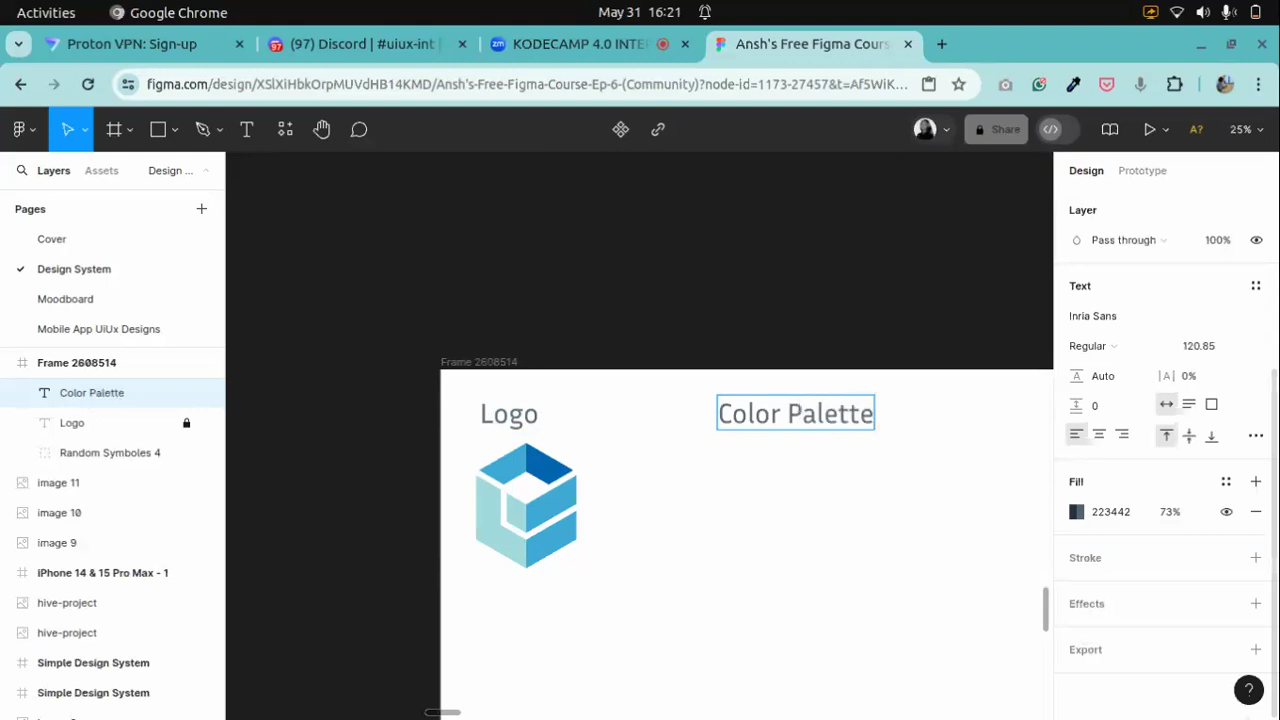 Activities Google Chrome May 31 16:21
Proton VPN: Sign-up
(97) Discord | #uiux-int
KODECAMP 4.0 INTE
Ansh's Free Figma Cours
figma.com/design/XSlXiHbkOrpMUVdHB14KMD/Ansh's-Free-Figma-Course-Ep-6-(Community)?node-id=1173-27457&t=Af5WiK...
Share
A?
25%
Layers Assets Design ...
Pages
Cover
Design System
Moodboard
Mobile App UiUx Designs
Frame 2608514
Color Palette
Logo
Random Symboles 4
image 11
image 10
image 9
iPhone 14 & 15 Pro Max - 1
hive-project
hive-project
Simple Design System
Simple Design System
Frame 2608514
Logo
Color Palette
Design Prototype
Layer
Pass through 100%
Text
Inria Sans
Regular 120.85
A Auto |A| 0%
0
Fill
223442 73%
Stroke
Effects
Export
?